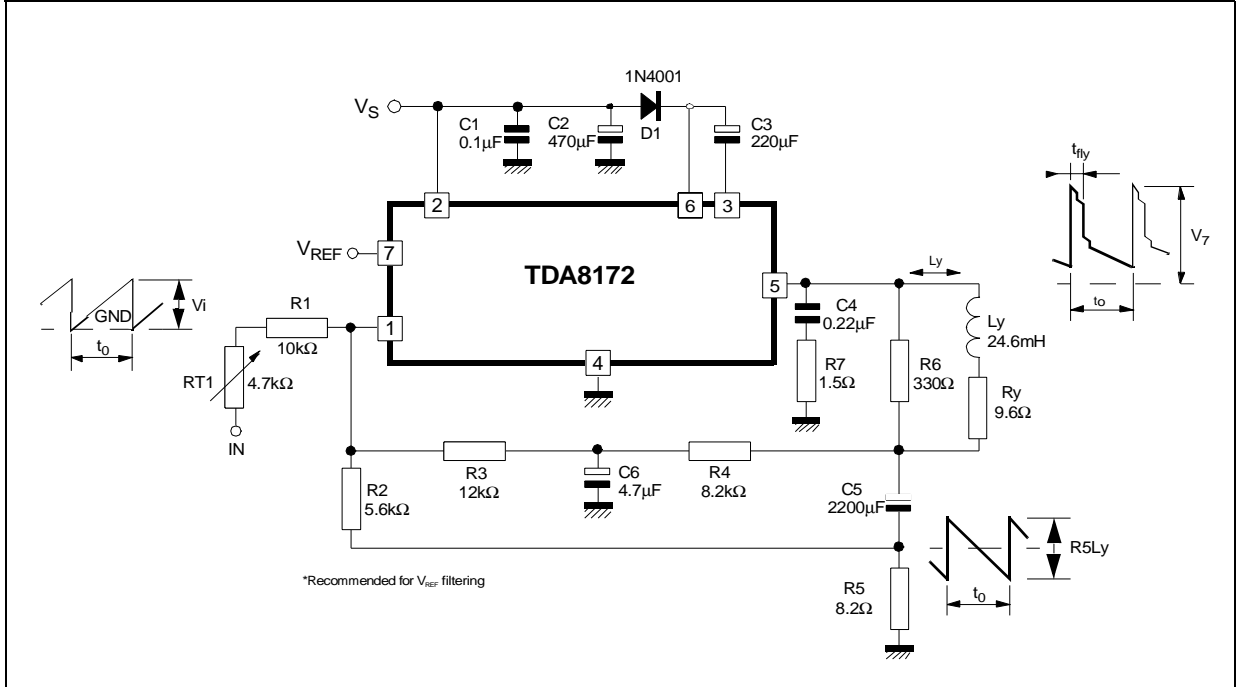 1N4001
VS
C1
0.1µF
C2
470µF
D1
C3
220µF
tfly
2
6
3
V7
VREF
7
TDA8172
Ly
5
to
Vi
GND
t0
R1
10kΩ
1
C4
0.22µF
Ly
24.6mH
RT1
4.7kΩ
4
R7
1.5Ω
R6
330Ω
Ry
9.6Ω
IN
R3
12kΩ
C6
4.7µF
R4
8.2kΩ
R2
5.6kΩ
C5
2200µF
R5Ly
t0
*Recommended for VREF filtering
R5
8.2Ω